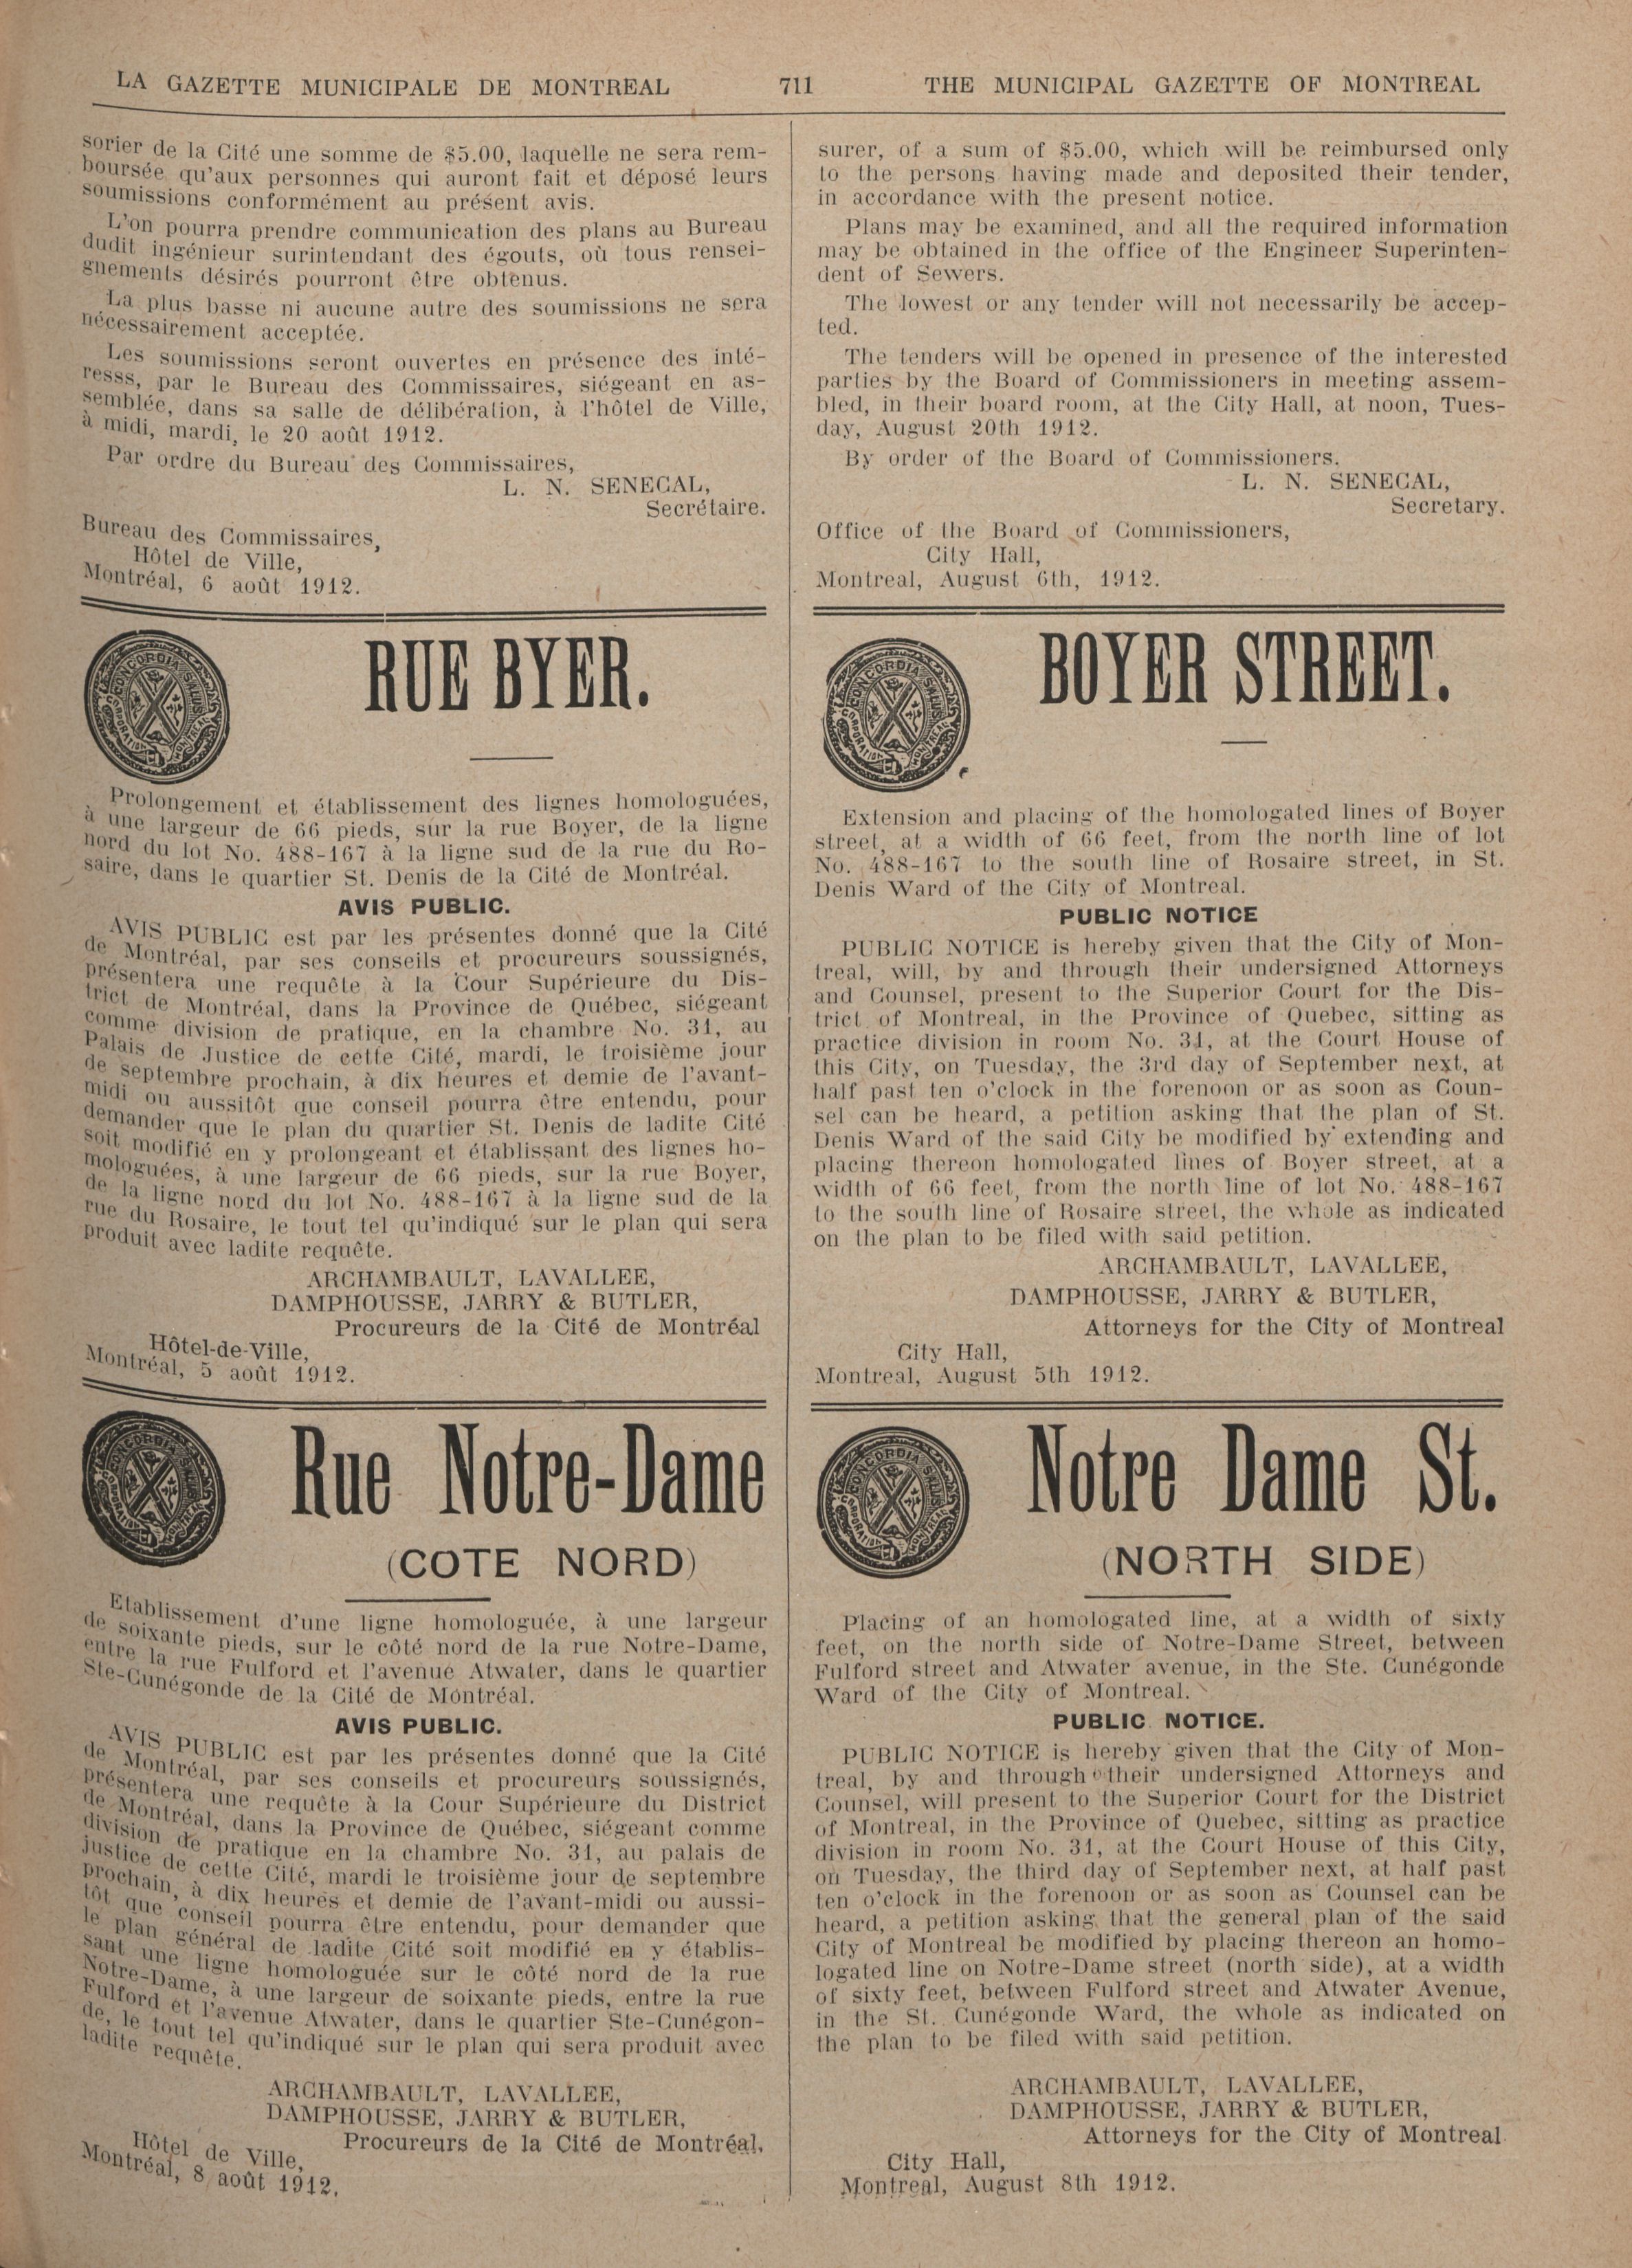 LA GAZETTE MUNICIPALE DE MONTREAL 711 THE MUNICIPAL GAZETTE OF MONTREAL
sorier de la Cité une somme de $5.00, laquelle ne sera rem-
boursée qu'aux personnes qui auront fait et déposé leurs
soumissions conformément au présent avis.
L'on pourra prendre communication des plans au Bureau
dudit ingénieur surintendant des égouts, où tous rensei-
gnements désirés pourront être obtenus.
La plus basse ni aucune autre des soumissions ne sera
nécessairement acceptée.
Les soumissions seront ouvertes en présence des inté-
resss, par le Bureau des Commissaires, siégeant en as-
semblée, dans sa salle de délibération, à l'hôtel de Ville,
à midi, mardi, le 20 août 1912.
Par ordre du Bureau des Commissaires,
L. N. SENECAL,
Secrétaire.
Bureau des Commissaires,
Hôtel de Ville,
Montréal, 6 août 1912.
RUE BYER.
Prolongement et établissement des lignes homologuées,
à une largeur de 66 pieds, sur la rue Boyer, de la ligne
nord du lot No. 488-167 à la ligne sud de la rue du Ro-
saire, dans le quartier St. Denis de la Cité de Montréal.
AVIS PUBLIC.
AVIS PUBLIC est par les présentes donné que la Cité
de Montréal, par ses conseils et procureurs soussignés,
présentera une requête à la Cour Supérieure du Dis-
trict de Montréal, dans la Province de Québec, siégeant
comme division de pratique, en la chambre No. 31, au
Palais de Justice de cette Cité, mardi, le troisième jour
de septembre prochain, à dix heures et demie de l'avant-
midi ou aussitôt que conseil pourra être entendu, pour
demander que le plan du quartier St. Denis de ladite Cité
soit modifié en y prolongeant et établissant des lignes ho-
mologuées, à une largeur de 66 pieds, sur la rue Boyer,
de la ligne nord du lot No. 488-167 à la ligne sud de la
rue du Rosaire, le tout tel qu'indiqué sur le plan qui sera
produit avec ladite requête.
ARCHAMBAULT, LAVALLEE,
DAMPHOUSSE, JARRY & BUTLER,
Procureurs de la Cité de Montréal
Hôtel-de-Ville,
Montréal, 5 août 1912.
Rue Notre-Dame
(COTE NORD)
Etablissement d'une ligne homologuée, à une largeur
de soixante pieds, sur le côté nord de la rue Notre-Dame,
entre la rue Fulford et l'avenue Atwater, dans le quartier
Ste-Cunégonde de la Cité de Montréal.
AVIS PUBLIC.
AVIS PUBLIC est par les présentes donné que la Cité
de Montréal, par ses conseils et procureurs soussignés,
présentera une requête à la Cour Supérieure du District
de Montréal, dans la Province de Québec, siégeant comme
division de pratique en la chambre No. 31, au palais de
justice de cette Cité, mardi le troisième jour de septembre
prochain, à dix heures et demie de l'avant-midi ou aussi-
tôt que conseil pourra être entendu, pour demander que
le plan général de ladite Cité soit modifié en y établis-
sant une ligne homologuée sur le côté nord de la rue
Notre-Dame, à une largeur de soixante pieds, entre la rue
Fulford et l'avenue Atwater, dans le quartier Ste-Cunégon-
de, le tout tel qu'indiqué sur le plan qui sera produit avec
ladite requête.
ARCHAMBAULT, LAVALLEE,
DAMPHOUSSE, JARRY & BUTLER,
Procureurs de la Cité de Montréal.
Hôtel de Ville,
Montréal, 8 août 1912.
surer, of a sum of $5.00, which will be reimbursed only
to the persons having made and deposited their tender,
in accordance with the present notice.
Plans may be examined, and all the required information
may be obtained in the office of the Engineer Superinten-
dent of Sewers.
The lowest or any tender will not necessarily be accep-
ted.
The tenders will be opened in presence of the interested
parties by the Board of Commissioners in meeting assem-
bled, in their board room, at the City Hall, at noon, Tues-
day, August 20th 1912.
By order of the Board of Commissioners.
L. N. SENECAL,
Secretary.
Office of the Board of Commissioners,
City Hall,
Montreal, August 6th, 1912.
BOYER STREET.
Extension and placing of the homologated lines of Boyer
street, at a width of 66 feet, from the north line of lot
No. 488-167 to the south line of Rosaire street, in St.
Denis Ward of the City of Montreal.
PUBLIC NOTICE
PUBLIC NOTICE is hereby given that the City of Mon-
treal, will, by and through their undersigned Attorneys
and Counsel, present to the Superior Court for the Dis-
trict of Montreal, in the Province of Quebec, sitting as
practice division in room No. 31, at the Court House of
this City, on Tuesday, the 3rd day of September next, at
half past ten o'clock in the forenoon or as soon as Coun-
sel can be heard, a petition asking that the plan of St.
Denis Ward of the said City be modified by extending and
placing thereon homologated lines of Boyer street, at a
width of 66 feet, from the north line of lot No. 488-167
to the south line of Rosaire street, the whole as indicated
on the plan to be filed with said petition.
ARCHAMBAULT, LAVALLEE,
DAMPHOUSSE, JARRY & BUTLER,
Attorneys for the City of Montreal
City Hall,
Montreal, August 5th 1912.
Notre Dame St.
(NORTH SIDE)
Placing of an homologated line, at a width of sixty
feet, on the north side of Notre-Dame Street, between
Fulford street and Atwater avenue, in the Ste. Cunégonde
Ward of the City of Montreal.
PUBLIC NOTICE.
PUBLIC NOTICE is hereby given that the City of Mon-
treal, by and through their undersigned Attorneys and
Counsel, will present to the Superior Court for the District
of Montreal, in the Province of Quebec, sitting as practice
division in room No. 31, at the Court House of this City,
on Tuesday, the third day of September next, at half past
ten o'clock in the forenoon or as soon as Counsel can be
heard, a petition asking that the general plan of the said
City of Montreal be modified by placing thereon an homo-
logated line on Notre-Dame street (north side), at a width
of sixty feet, between Fulford street and Atwater Avenue,
in the St. Cunégonde Ward, the whole as indicated on
the plan to be filed with said petition.
ARCHAMBAULT, LAVALLEE,
DAMPHOUSSE, JARRY & BUTLER,
Attorneys for the City of Montreal
City Hall,
Montreal, August 8th 1912.